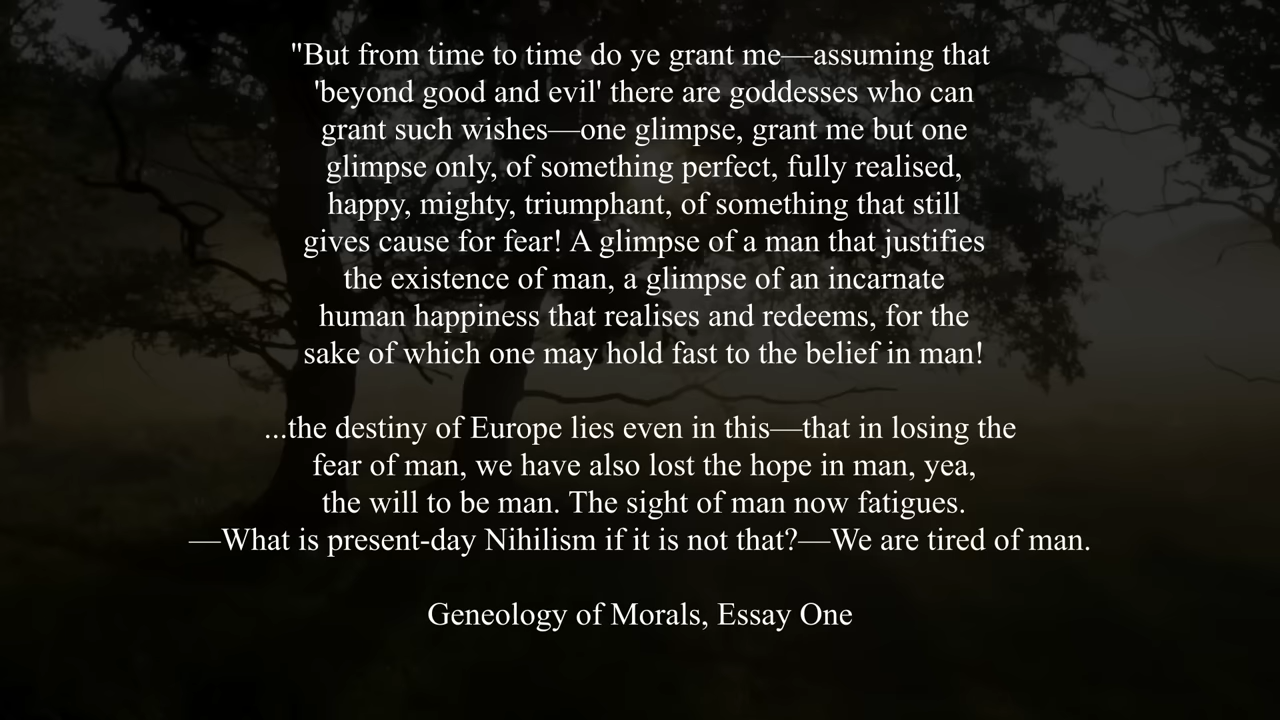 "But from time to time do ye grant me—assuming that
'beyond good and evil' there are goddesses who can
grant such wishes—one glimpse, grant me but one
glimpse only, of something perfect, fully realised,
happy, mighty, triumphant, of something that still
gives cause for fear! A glimpse of a man that justifies
the existence of man, a glimpse of an incarnate
human happiness that realises and redeems, for the
sake of which one may hold fast to the belief in man!
...the destiny of Europe lies even in this—that in losing the
fear of man, we have also lost the hope in man, yea,
the will to be man. The sight of man now fatigues.
—What is present-day Nihilism if it is not that?—We are tired of man.
Geneology of Morals, Essay One